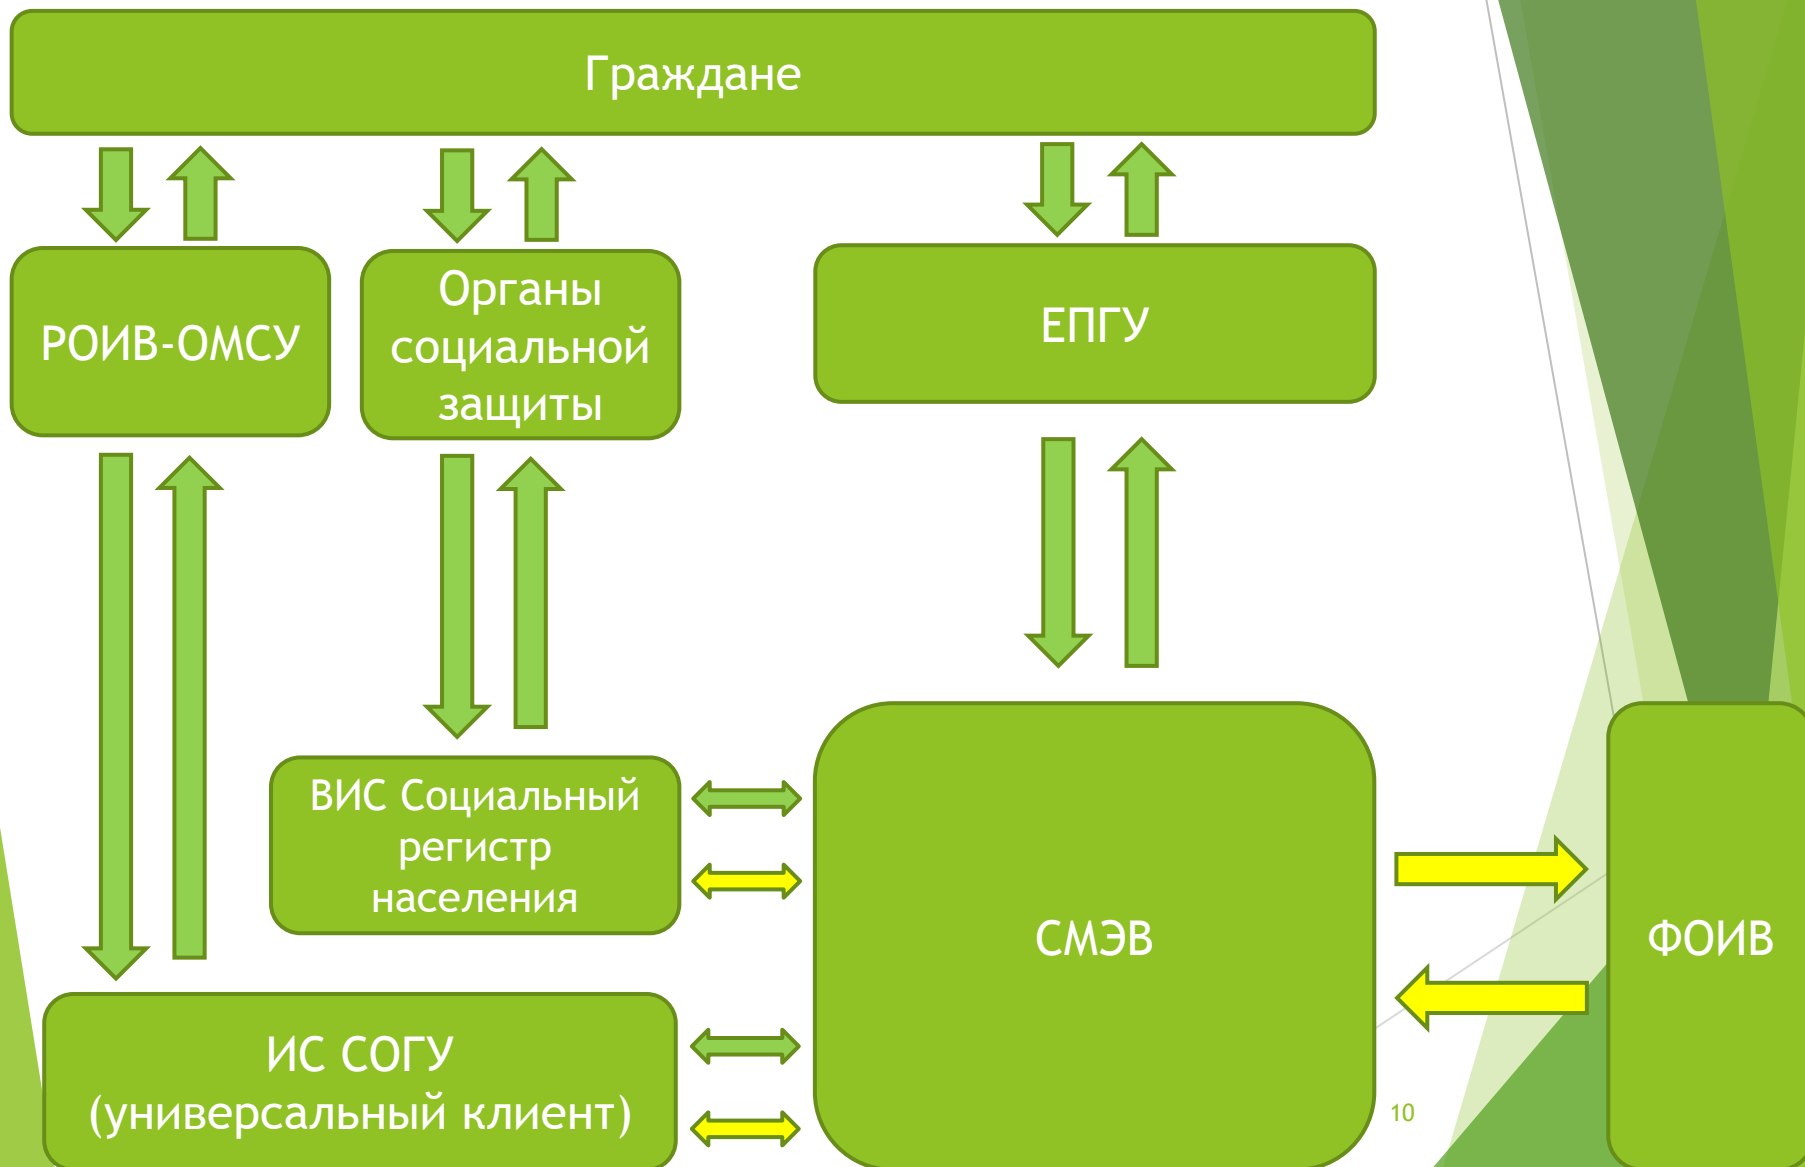 Граждане
РОИВ-ОМСУ
Органы
социальной
защиты
ЕПГУ
ВИС Социальный
регистр
населения
СМЭВ
ФОИВ
ИС СОГУ
(универсальный клиент)
10